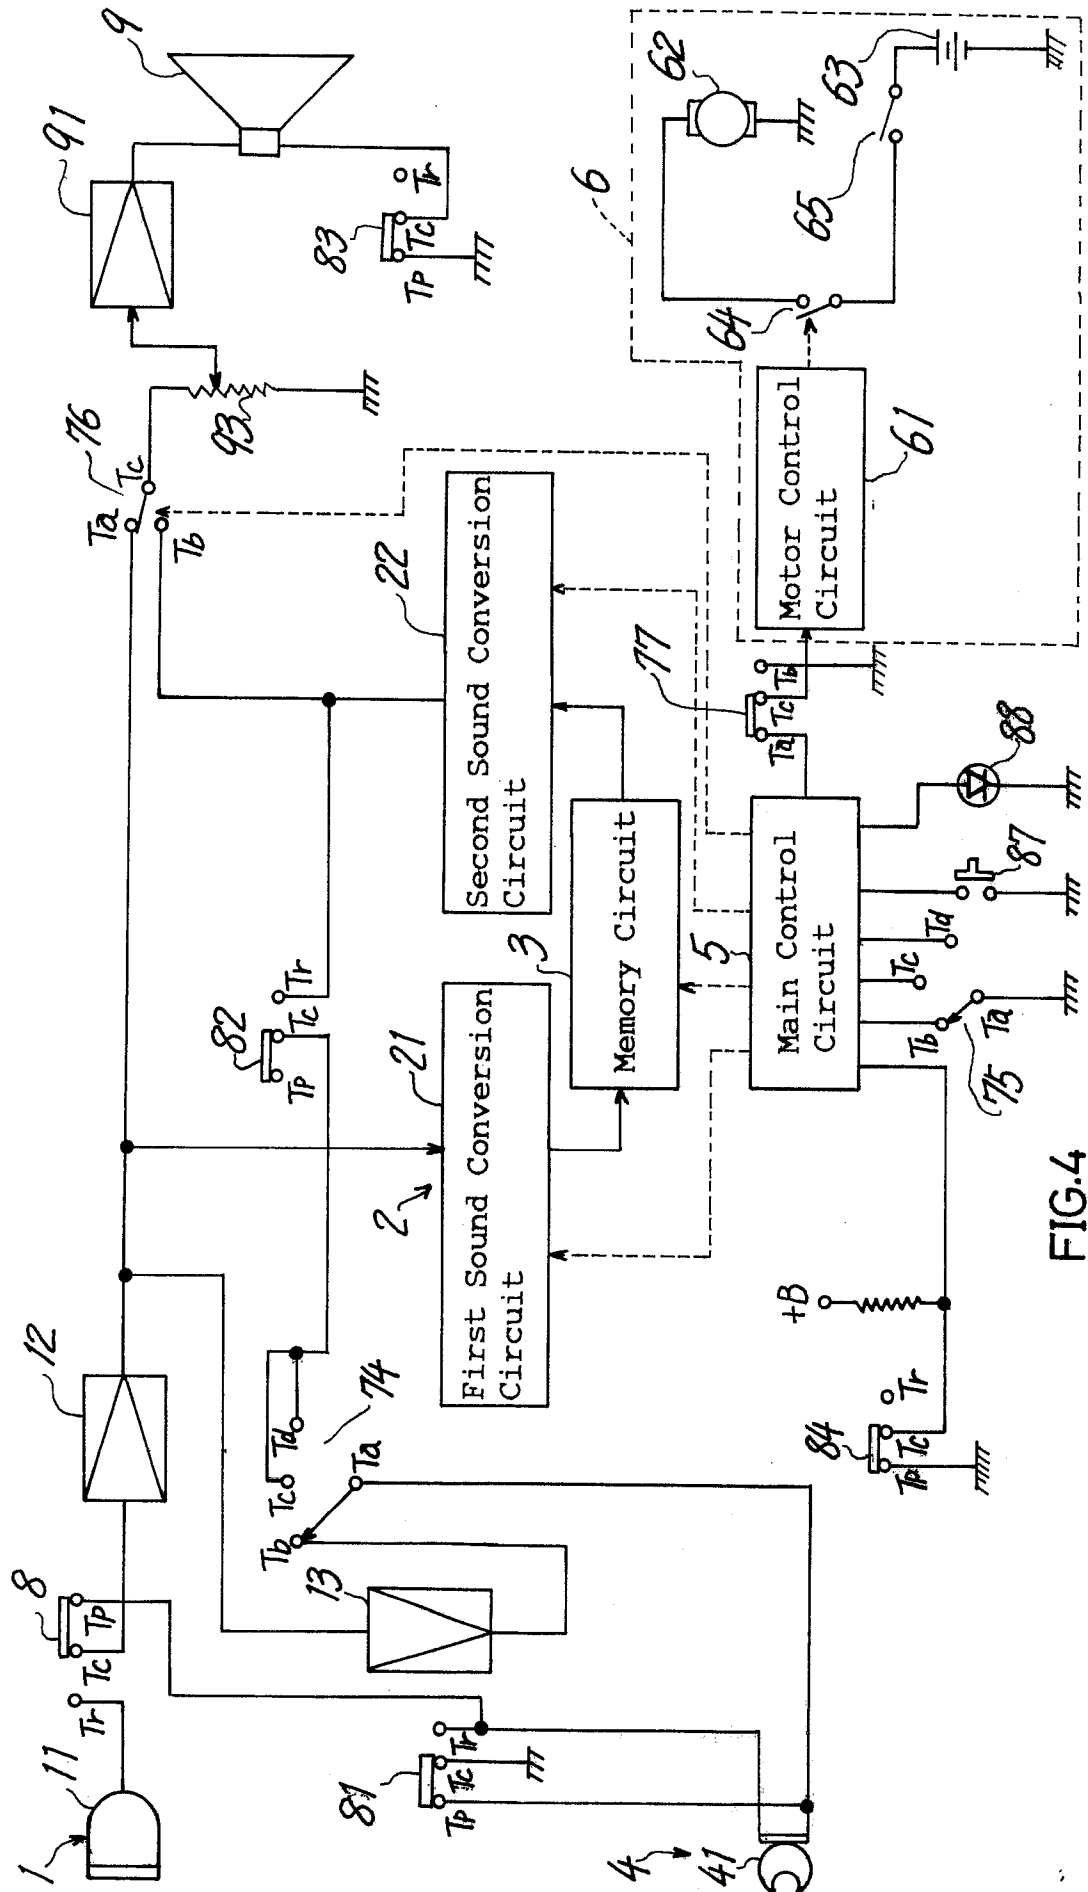 1
11
Tr
Tc
Tp
8
12
76
Ta
Tc
Tb
93
91
9
83
Tp
Tc
Tr
81
Tp
Tc
Tr
13
Tb
Tco
Td
Ta
74
82
Tp
Tc
Tr
2
21
First Sound Conversion
Circuit
22
Second Sound Conversion
Circuit
3
Memory Circuit
4
41
84
Tp
Tc
Tr
+B
5
Main Control
Circuit
75
Tb
Ta
Tc
Td
87
88
77
Ta
Tc
Tb
6
61
Motor Control
Circuit
64
62
65
63
FIG.4